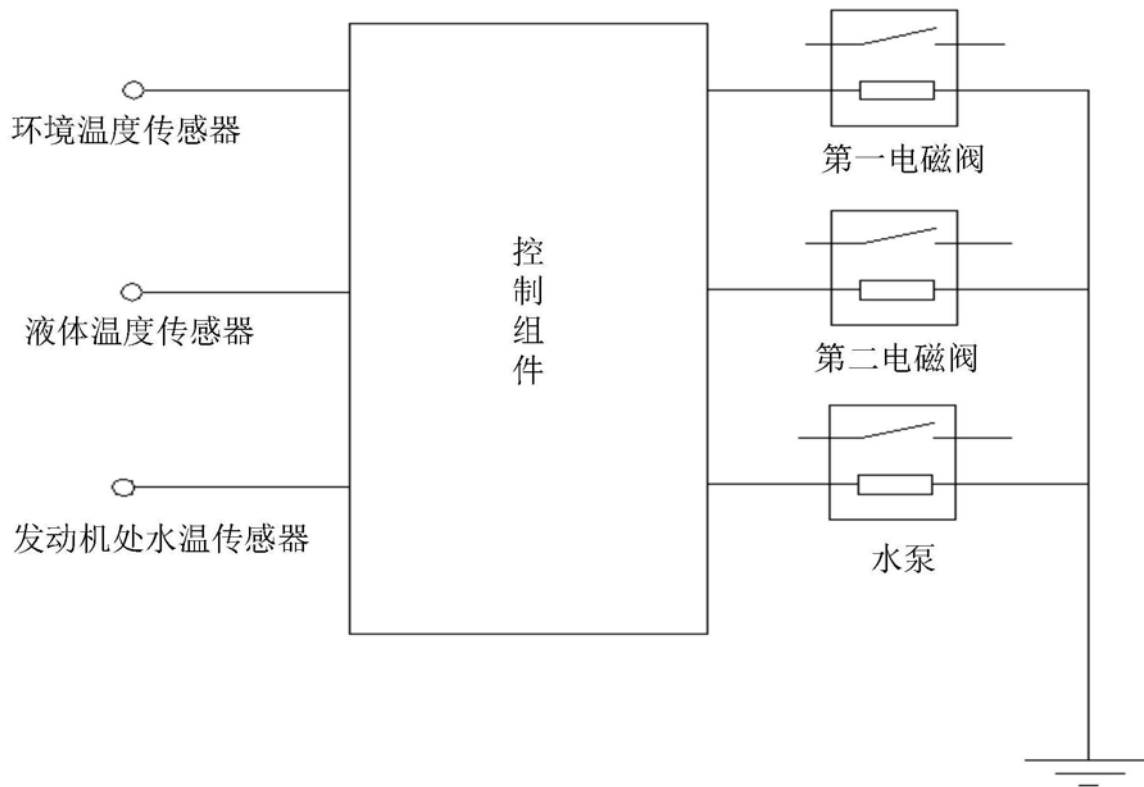 环境温度传感器
第一电磁阀
控制组件
液体温度传感器
第二电磁阀
发动机处水温传感器
水泵